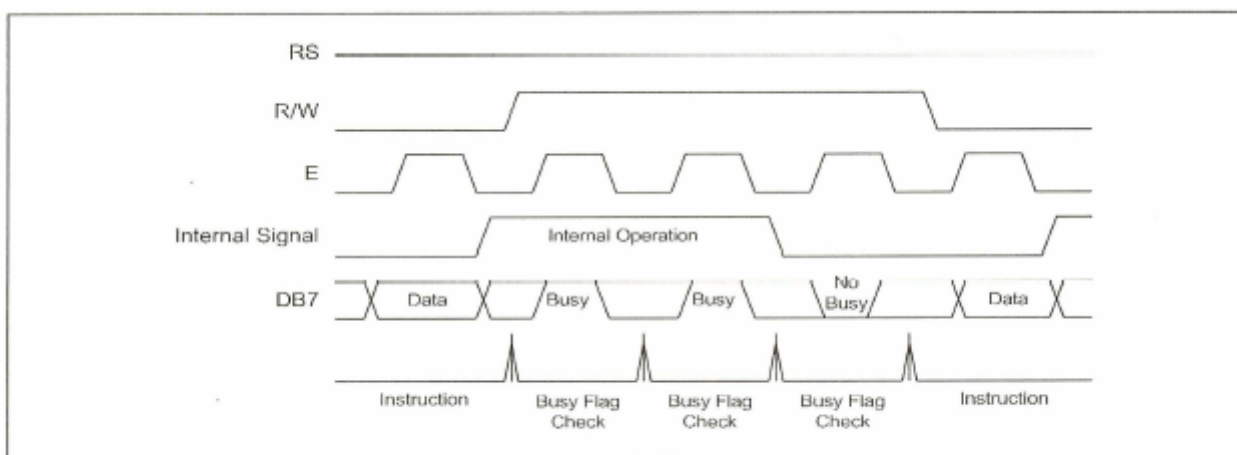 RS
R/W
E
Internal Signal
Internal Operation
DB7
Data
Busy
Busy
No
Busy
Data
Instruction
Busy Flag
Check
Busy Flag
Check
Busy Flag
Check
Instruction